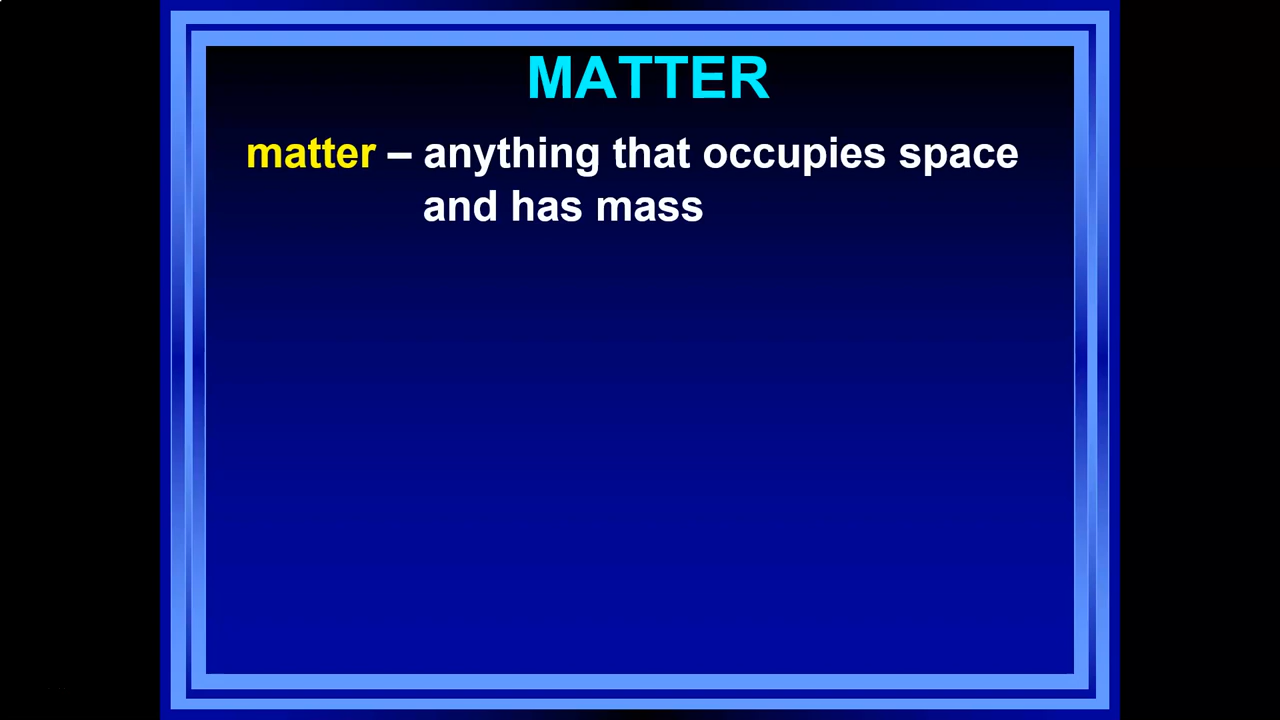 MATTER
matter – anything that occupies space
and has mass